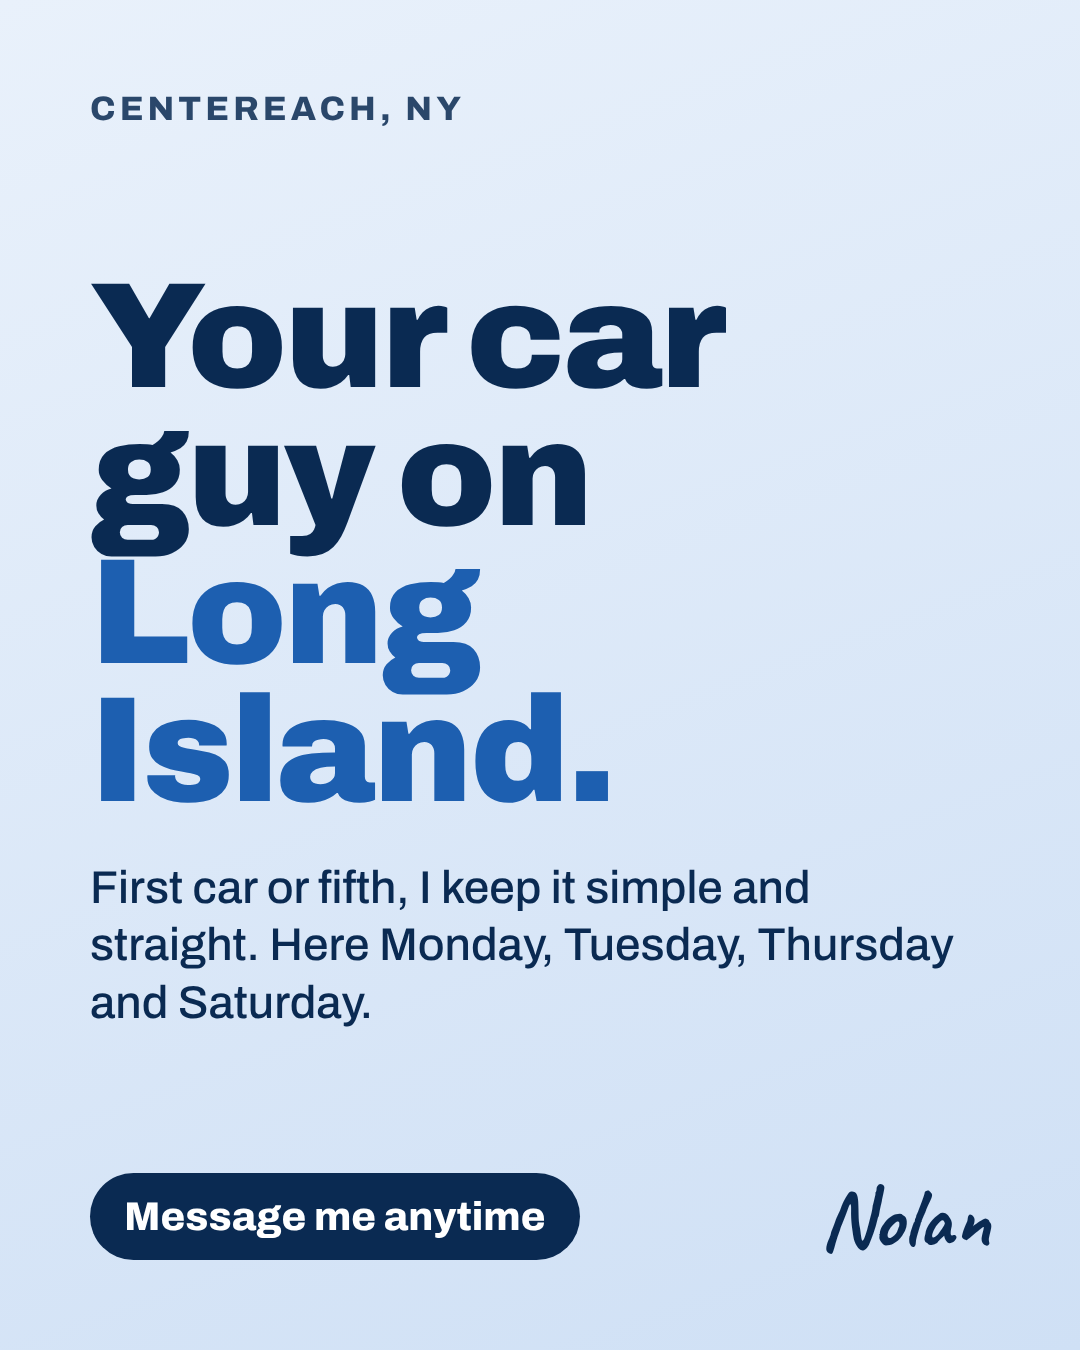 CENTEREACH, NY
Your car
guy on
Long
Island.
First car or fifth, I keep it simple and
straight. Here Monday, Tuesday, Thursday
and Saturday.
Message me anytime
Nolan